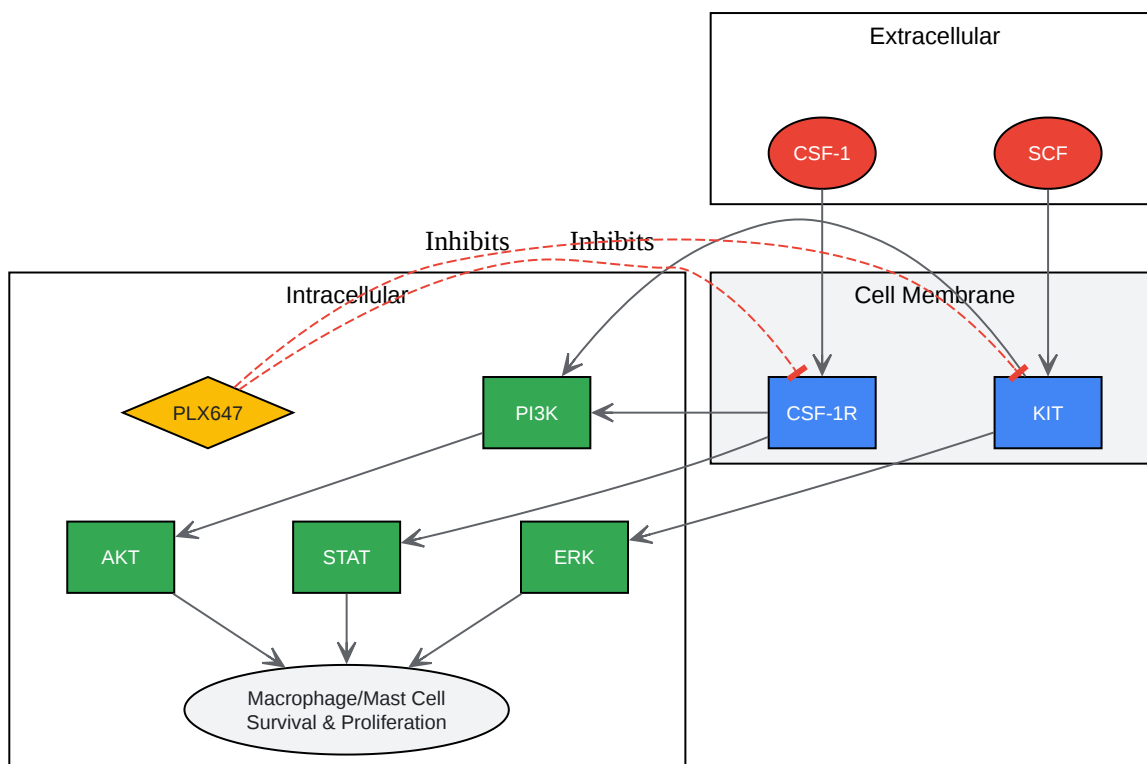 Extracellular
CSF-1
SCF
Inhibits
Inhibits
Intracellular
Cell Membrane
PLX647
PI3K
CSF-1R
KIT
AKT
STAT
ERK
Macrophage/Mast Cell
Survival & Proliferation